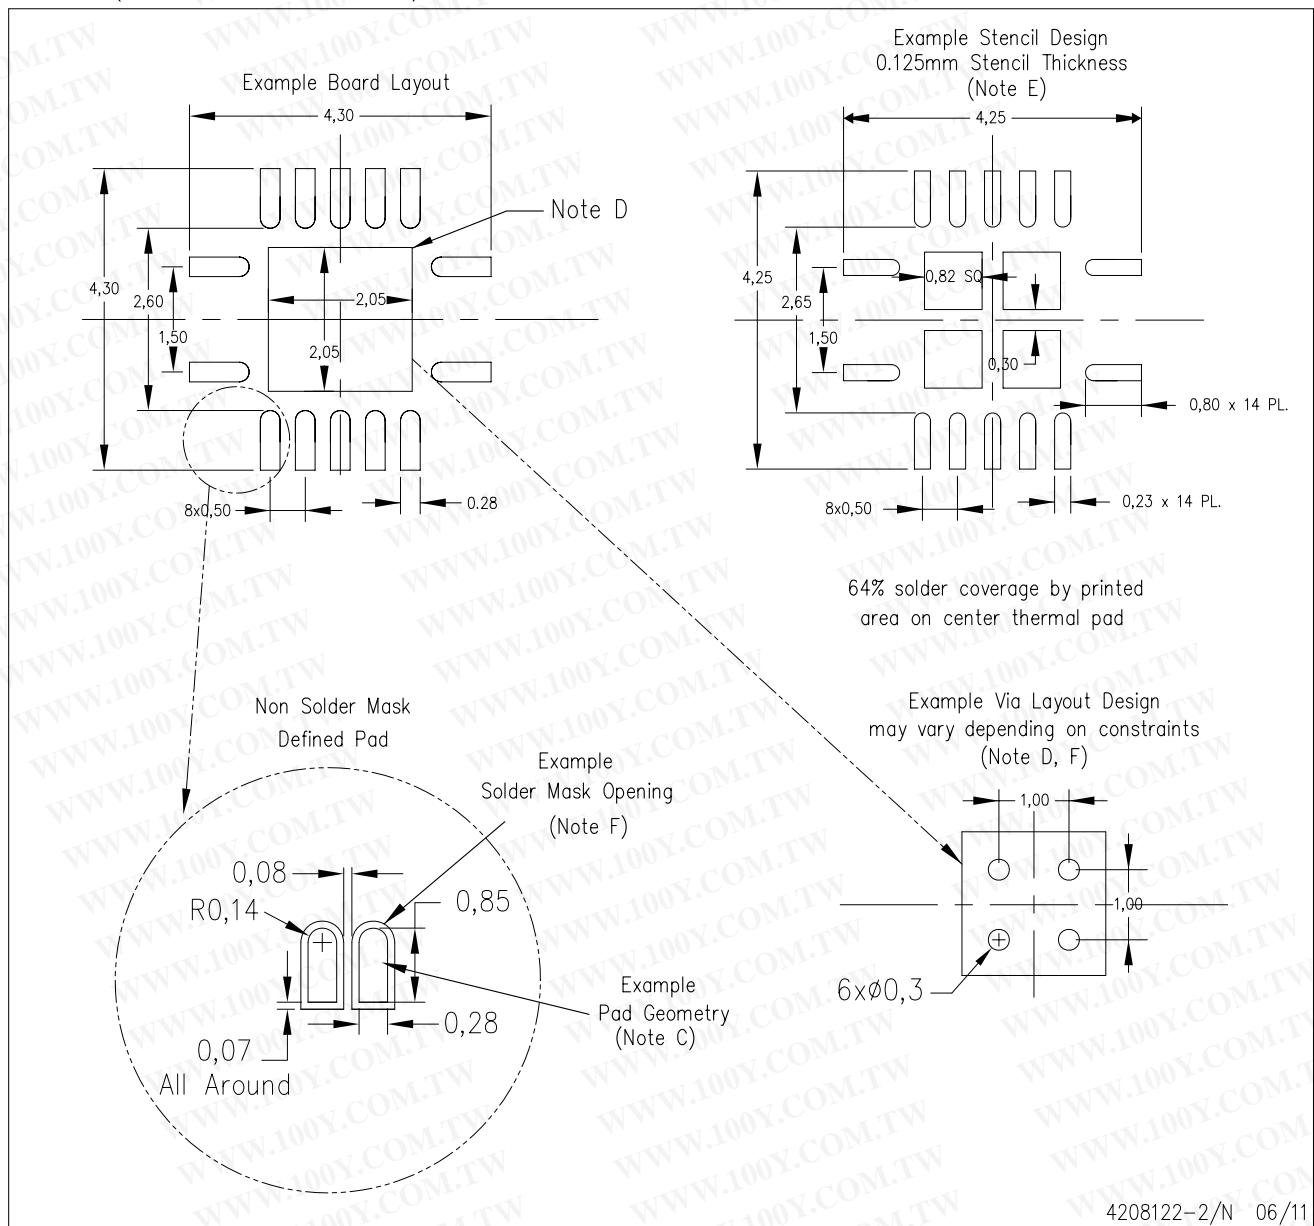 Example Board Layout
4,30
Note D
4,30
2,60
1,50
2,05
2,05
8x0,50
0.28
Example Stencil Design
0.125mm Stencil Thickness
(Note E)
4,25
4,25
2,65
1,50
0,82 SQ
0,30
0,80 x 14 PL.
8x0,50
0,23 x 14 PL.
64% solder coverage by printed
area on center thermal pad
Non Solder Mask
Defined Pad
Example
Solder Mask Opening
(Note F)
0,08
R0,14
0,85
0,28
0,07
All Around
Example
Pad Geometry
(Note C)
Example Via Layout Design
may vary depending on constraints
(Note D, F)
1,00
1,00
6xø0,3
4208122-2/N 06/11
WWW.100Y.COM.TW